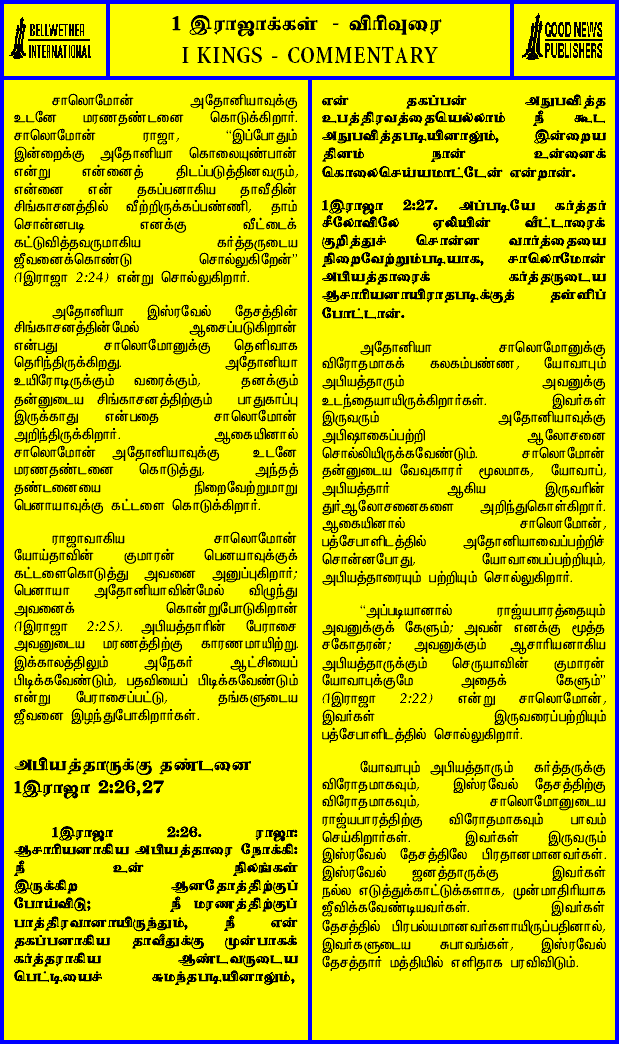 BELLWETHER
INTERNATIONAL
1 இராஜாக்கள் - விரிவுரை
I KINGS - COMMENTARY
GOOD NEWS
PUBLISHERS
சாலொமோன் அதோனியாவுக்கு
உடனே மரணதண்டனை கொடுக்கிறார்.
சாலொமோன் ராஜா, “இப்போதும்
இன்றைக்கு அதோனியா கொலையுண்பான்
என்று என்னைத் திடப்படுத்தினவரும்,
என்னை என் தகப்பனாகிய தாவீதின்
சிங்காசனத்தில் வீற்றிருக்கப்பண்ணி, தாம்
சொன்னபடி எனக்கு வீட்டைக்
கட்டுவித்தவருமாகிய கர்த்தருடைய
ஜீவனைக்கொண்டு சொல்லுகிறேன்”
(1இராஜா 2:24) என்று சொல்லுகிறார்.
அதோனியா இஸ்ரவேல் தேசத்தின்
சிங்காசனத்தின்மேல் ஆசைப்படுகிறான்
என்பது சாலொமோனுக்கு தெளிவாக
தெரிந்திருக்கிறது. அதோனியா
உயிரோடிருக்கும் வரைக்கும், தனக்கும்
தன்னுடைய சிங்காசனத்திற்கும் பாதுகாப்பு
இருக்காது என்பதை சாலொமோன்
அறிந்திருக்கிறார். ஆகையினால்
சாலொமோன் அதோனியாவுக்கு உடனே
மரணதண்டனை கொடுத்து, அந்தத்
தண்டனையை நிறைவேற்றுமாறு
பெனாயாவுக்கு கட்டளை கொடுக்கிறார்.
ராஜாவாகிய சாலொமோன்
யோய்தாவின் குமாரன் பெனயாவுக்குக்
கட்டளைகொடுத்து அவனை அனுப்புகிறார்;
பெனாயா அதோனியாவின்மேல் விழுந்து
அவனைக் கொன்றுபோடுகிறான்
(1இராஜா 2:25). அபியத்தாரின் பேராசை
அவனுடைய மரணத்திற்கு காரணமாயிற்று.
இக்காலத்திலும் அநேகர் ஆட்சியைப்
பிடிக்கவேண்டும், பதவியைப் பிடிக்கவேண்டும்
என்று பேராசைப்பட்டு, தங்களுடைய
ஜீவனை இழந்துபோகிறார்கள்.
அபியத்தாருக்கு தண்டனை
1இராஜா 2:26,27
1இராஜா 2:26. ராஜா:
ஆசாரியனாகிய அபியத்தாரை நோக்கி:
நீ உன் நிலங்கள்
இருக்கிற ஆனதோத்திற்குப்
போய்விடு; நீ மரணத்திற்குப்
பாத்திரவானாயிருந்தும், நீ என்
தகப்பனாகிய தாவீதுக்கு முன்பாகக்
கர்த்தராகிய ஆண்டவருடைய
பெட்டியைச் சுமந்தபடியினாலும்,
என் தகப்பன் அநுபவித்த
உபத்திரவத்தையெல்லாம் நீ கூட
அநுபவித்தபடியினாலும், இன்றைய
தினம் நான் உன்னைக்
கொலைசெய்யமாட்டேன் என்றான்.
1இராஜா 2:27. அப்படியே கர்த்தர்
சீலோவிலே ஏலியின் வீட்டாரைக்
குறித்துச் சொன்ன வார்த்தையை
நிறைவேற்றும்படியாக, சாலொமோன்
அபியத்தாரைக் கர்த்தருடைய
ஆசாரியனாயிராதபடிக்குத் தள்ளிப்
போட்டான்.
அதோனியா சாலொமோனுக்கு
விரோதமாகக் கலகம்பண்ண, யோவாபும்
அபியத்தாரும் அவனுக்கு
உடந்தையாயிருக்கிறார்கள். இவர்கள்
இருவரும் அதோனியாவுக்கு
அபிஷாகைப்பற்றி ஆலோசனை
சொல்லியிருக்கவேண்டும். சாலொமோன்
தன்னுடைய வேவுகாரர் மூலமாக, யோவாப்,
அபியத்தார் ஆகிய இருவரின்
துர்ஆலோசனைகளை அறிந்துகொள்கிறார்.
ஆகையினால் சாலொமோன்,
பத்சேபாளிடத்தில் அதோனியாவைப்பற்றிச்
சொன்னபோது, யோவாபைப்பற்றியும்,
அபியத்தாரையும் பற்றியும் சொல்லுகிறார்.
“அப்படியானால் ராஜ்யபாரத்தையும்
அவனுக்குக் கேளும்; அவன் எனக்கு மூத்த
சகோதரன்; அவனுக்கும் ஆசாரியனாகிய
அபியத்தாருக்கும் செருயாவின் குமாரன்
யோவாபுக்குமே அதைக் கேளும்”
(1இராஜா 2:22) என்று சாலொமோன்,
இவர்கள் இருவரைப்பற்றியும்
பத்சேபாளிடத்தில் சொல்லுகிறார்.
யோவாபும் அபியத்தாரும் கர்த்தருக்கு
விரோதமாகவும், இஸ்ரவேல் தேசத்திற்கு
விரோதமாகவும், சாலொமோனுடைய
ராஜ்யபாரத்திற்கு விரோதமாகவும் பாவம்
செய்கிறார்கள். இவர்கள் இருவரும்
இஸ்ரவேல் தேசத்திலே பிரதானமானவர்கள்.
இஸ்ரவேல் ஜனத்தாருக்கு இவர்கள்
நல்ல எடுத்துக்காட்டுக்களாக, முன்மாதிரியாக
ஜீவிக்கவேண்டியவர்கள். இவர்கள்
தேசத்தில் பிரபல்யமானவர்களாயிருப்பதினால்,
இவர்களுடைய சுபாவங்கள், இஸ்ரவேல்
தேசத்தார் மத்தியில் எளிதாக பரவிவிடும்.